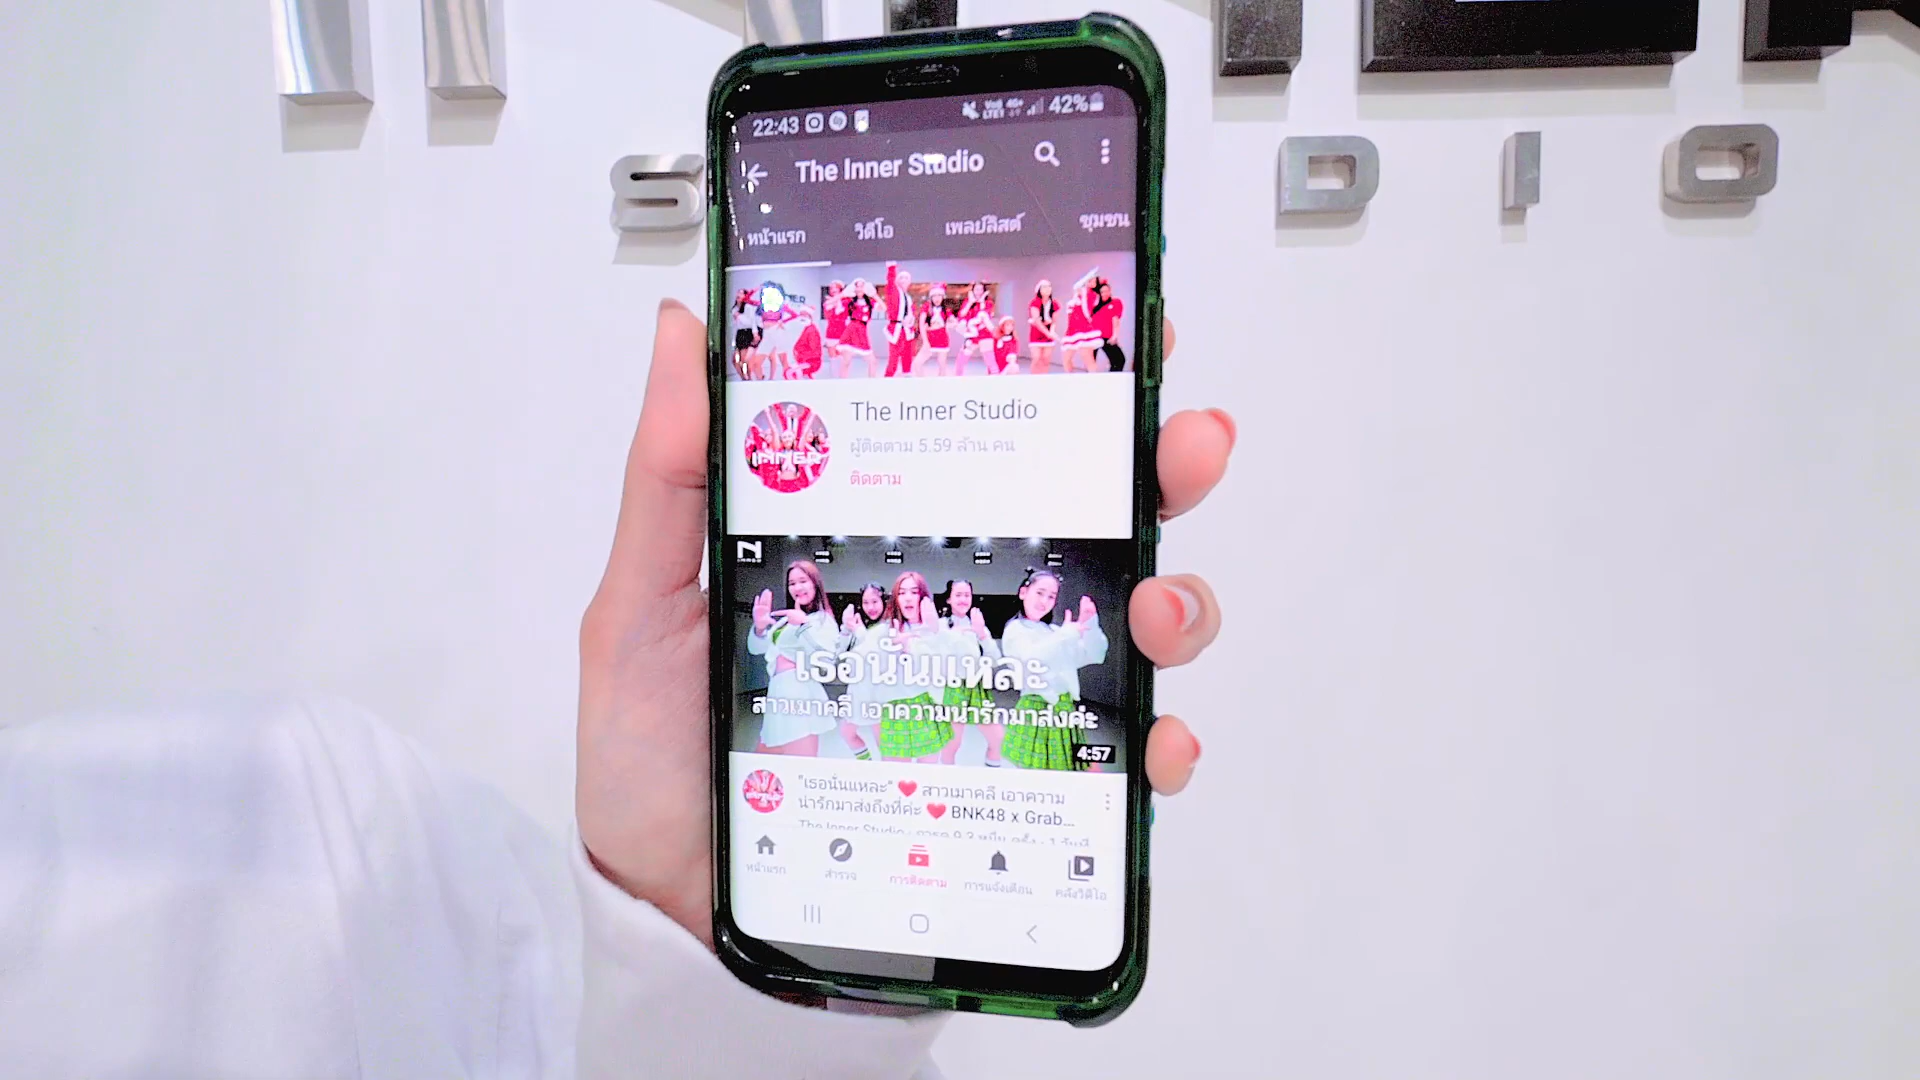 S DIO
22:43 42%
The Inner Studio
หน้าแรก วิดีโอ เพลย์ลิสต์ ชุมชน
The Inner Studio
ผู้ติดตาม 5.59 ล้าน คน
ติดตาม
INNER
เธอนั่นแหละ
สาวเมาคลี เอาความน่ารักมาส่งค่ะ
4:57
"เธอนั่นแหละ" ❤ สาวเมาคลี เอาความ
น่ารักมาส่งถึงที่ค่ะ ❤ BNK48 x Grab...
The Inner Studio
หน้าแรก สำรวจ การติดตาม การแจ้งเตือน คลังวิดีโอ